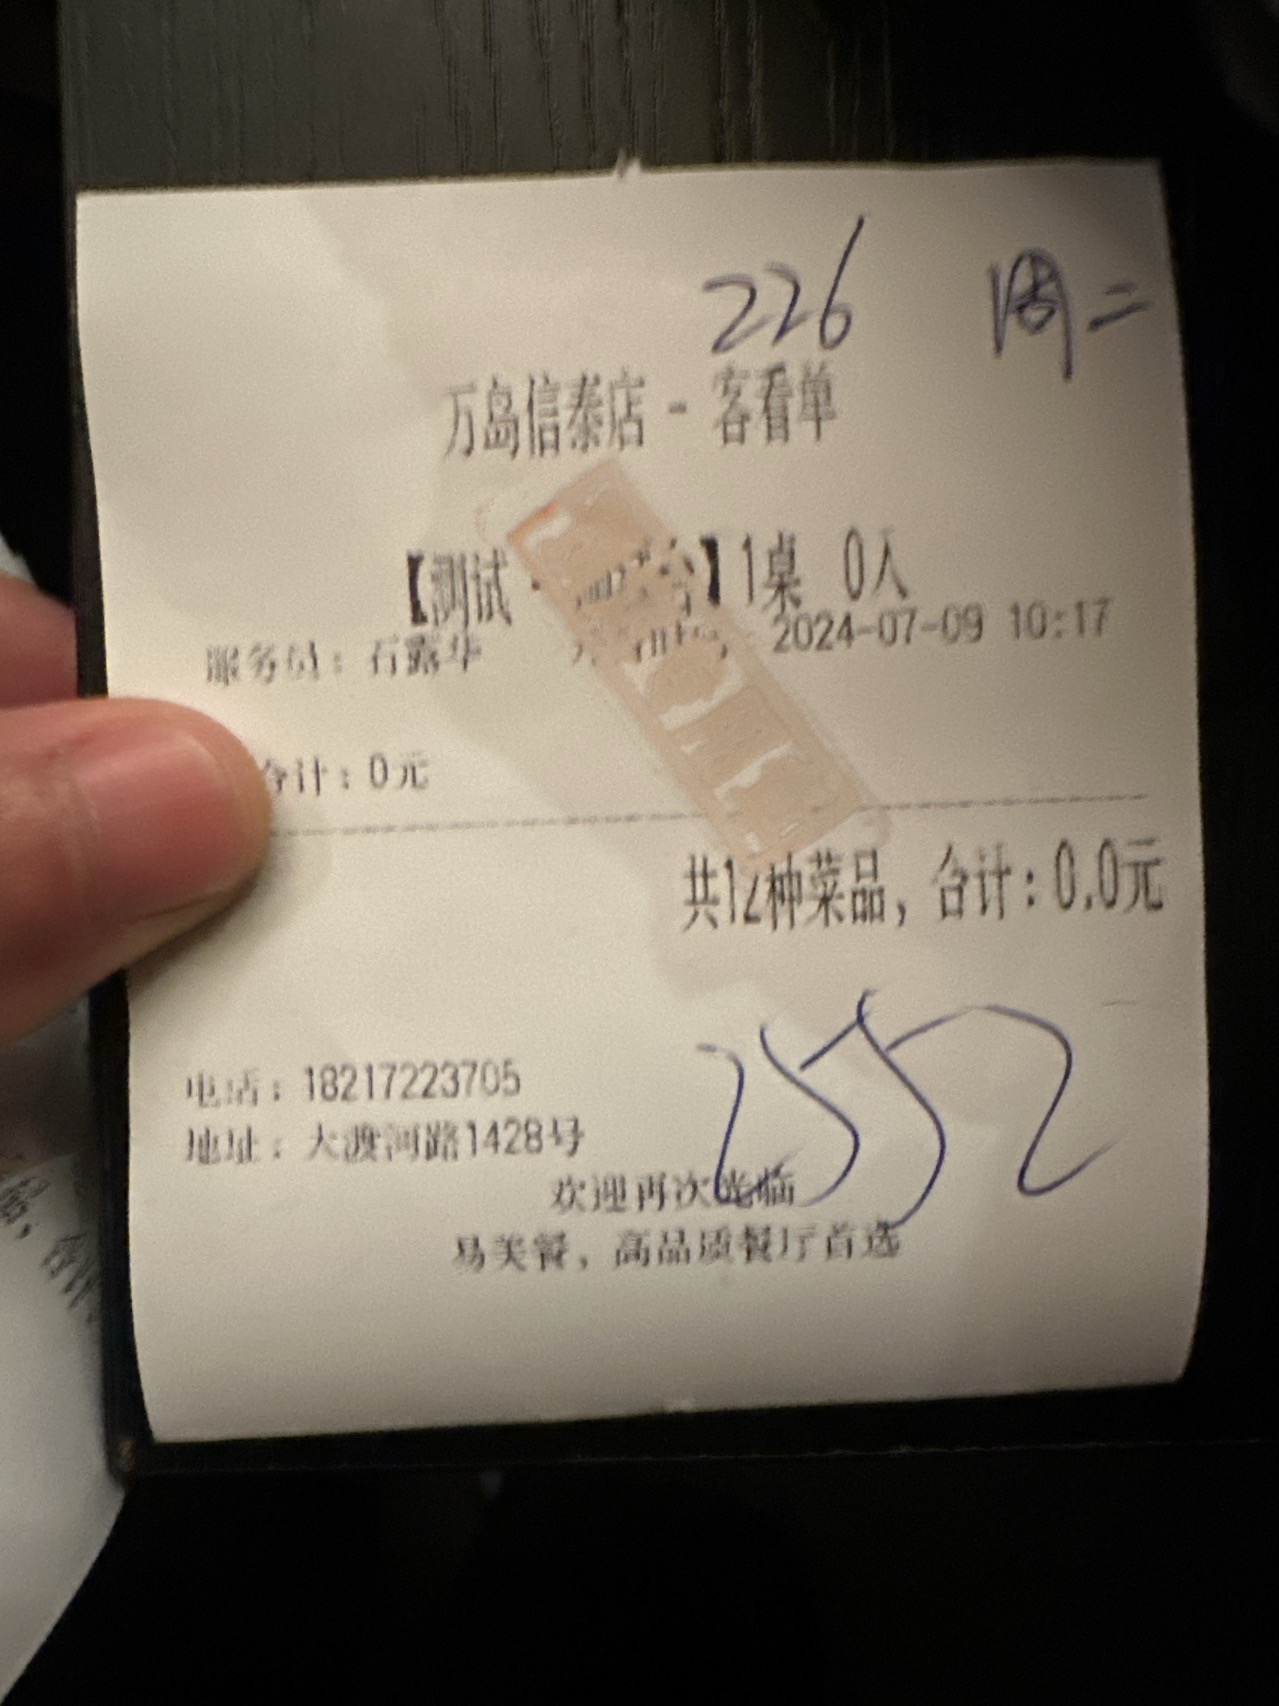 226 周二
万岛信泰店 - 客看单
【测试 】1桌 0人
服务员：石露华 2024-07-09 10:17
合计：0元
共12种菜品，合计：0.0元
电话：18217223705
地址：大渡河路1428号
欢迎再次光临
易美餐，高品质餐厅首选